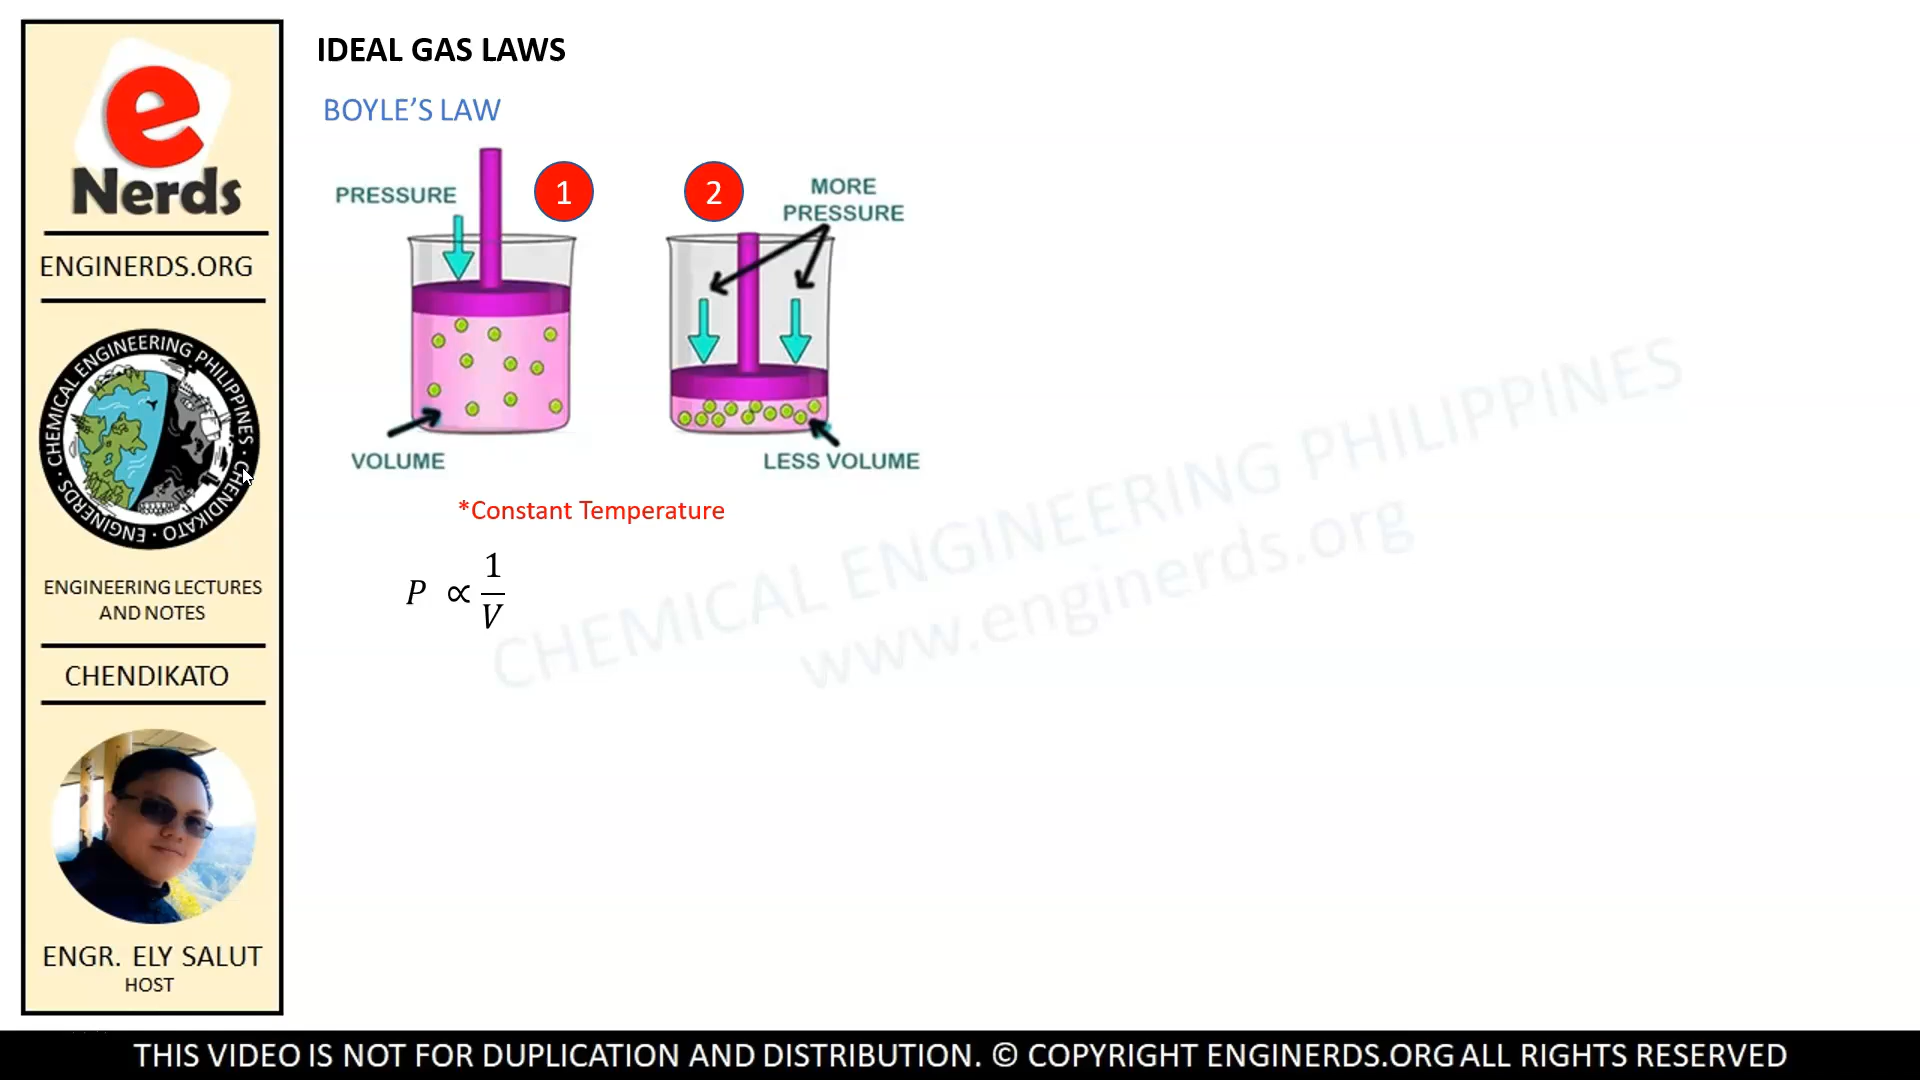 e
Nerds
ENGINERDS.ORG
CHEMICAL ENGINEERING PHILIPPINES · CHENDIKATO · ENGINERDS ·
ENGINEERING LECTURES
AND NOTES
CHENDIKATO
ENGR. ELY SALUT
HOST
IDEAL GAS LAWS
BOYLE'S LAW
PRESSURE
1
2
MORE
PRESSURE
VOLUME
LESS VOLUME
*Constant Temperature
P ∝ 1/V
CHEMICAL ENGINEERING PHILIPPINES
www.enginerds.org
THIS VIDEO IS NOT FOR DUPLICATION AND DISTRIBUTION. © COPYRIGHT ENGINERDS.ORG ALL RIGHTS RESERVED